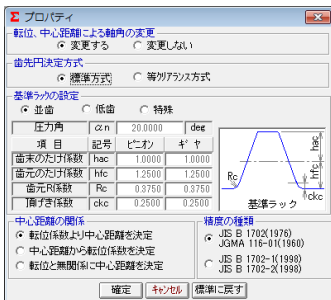 Σ プロパティ
転位、中心距離による軸角の変更
変更する 変更しない
歯先円決定方式
標準方式 等クリアランス方式
基準ラックの設定
並歯 低歯 特殊
圧力角 αn 20.0000 deg
項 目 記号 ピニオン ギヤ
歯末のたけ係数 hac 1.0000 1.0000
歯元のたけ係数 hfc 1.2500 1.2500
歯元R係数 Rc 0.3750 0.3750
頂げき係数 ckc 0.2500 0.2500
hac
hfc
Rc
ckc
基準ラック
中心距離の関係
転位係数より中心距離を決定
中心距離から転位係数を決定
転位と無関係に中心距離を決定
精度の種類
JIS B 1702(1976)
JGMA 116-01(1960)
JIS B 1702-1(1998)
JIS B 1702-2(1998)
確定 キャンセル 標準に戻す